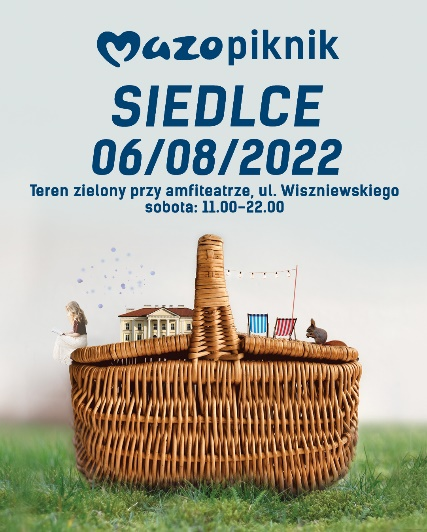 Mazopiknik
SIEDLCE
06/08/2022
Teren zielony przy amfiteatrze, ul. Wiszniewskiego
sobota: 11.00–22.00